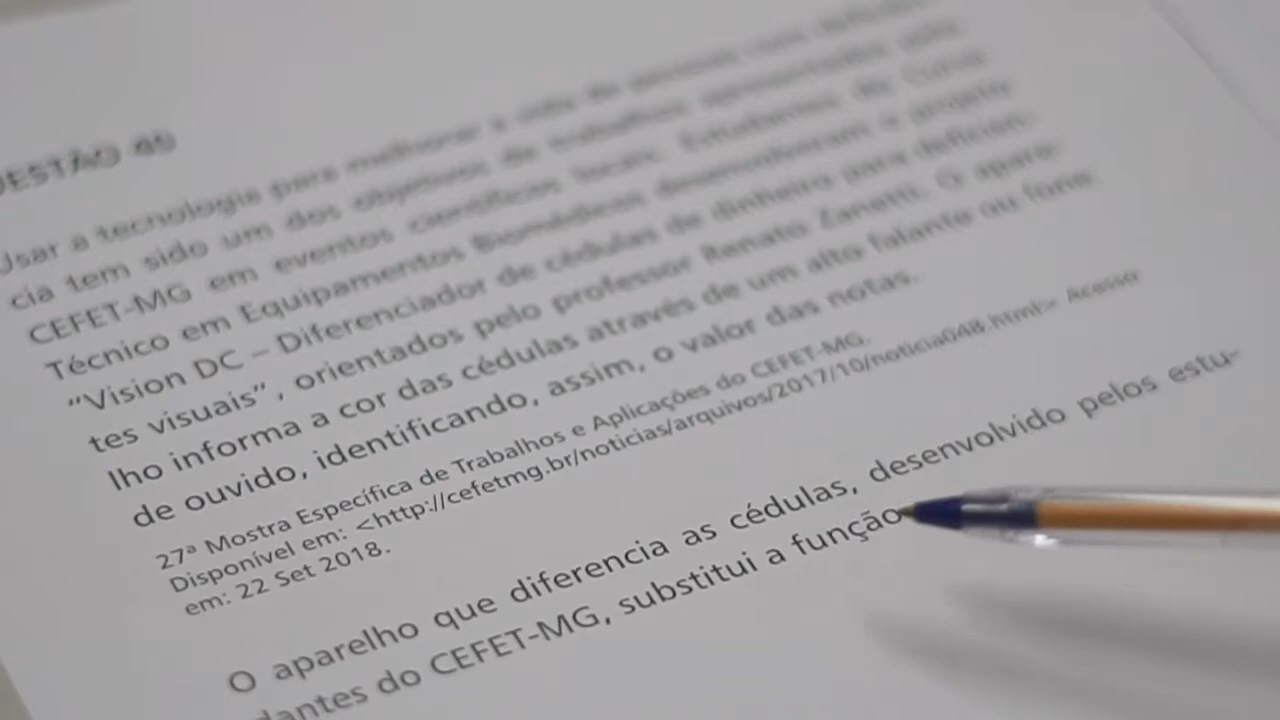 ESTÃO 40
Usar a tecnologia para melhorar a vida de pessoas com deficiên-
cia tem sido um dos objetivos de trabalhos apresentados pelo
CEFET-MG em eventos científicos locais. Estudantes do Curso
Técnico em Equipamentos Biomédicos desenvolveram o projeto
“Vision DC – Diferenciador de cédulas de dinheiro para deficien-
tes visuais” , orientados pelo professor Renato Zanetti. O apare-
lho informa a cor das cédulas através de um alto falante ou fone
de ouvido, identificando, assim, o valor das notas.
27ª Mostra Específica de Trabalhos e Aplicações do CEFET-MG.
Disponível em: <http://cefetmg.br/noticias/arquivos/2017/10/noticia048.html> Acesso
em: 22 Set 2018.
O aparelho que diferencia as cédulas, desenvolvido pelos estu-
dantes do CEFET-MG, substitui a função